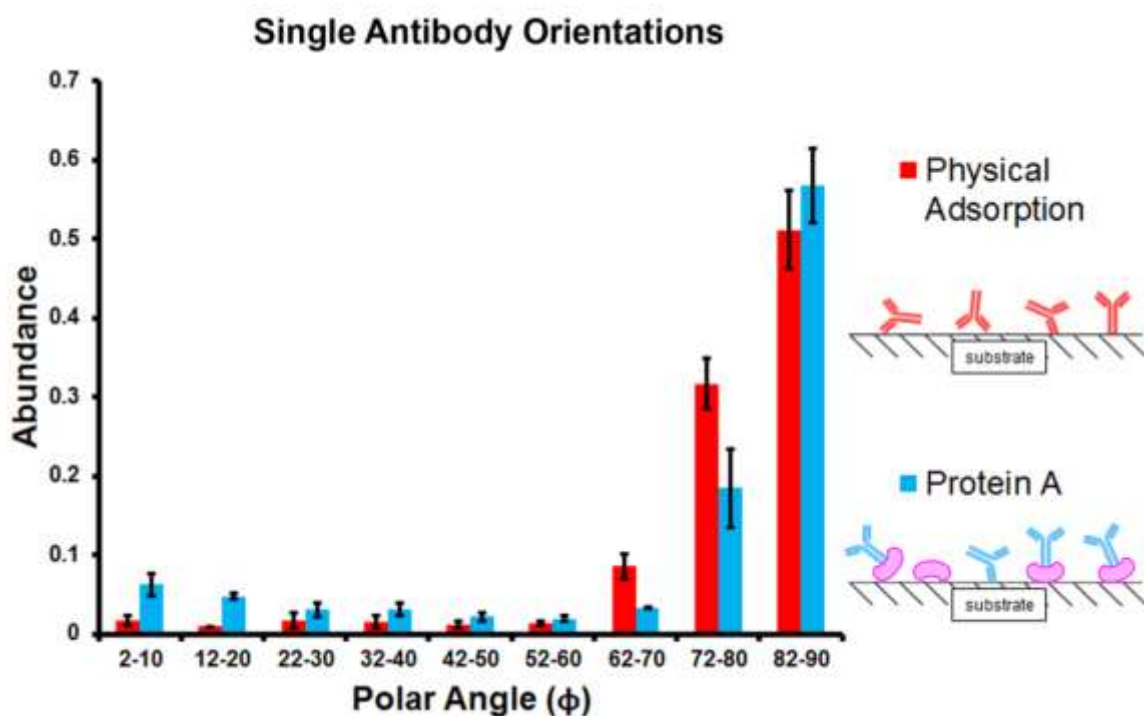 Single Antibody Orientations
0.7
0.6
0.5
0.4
0.3
0.2
0.1
0
Abundance
2-10 12-20 22-30 32-40 42-50 52-60 62-70 72-80 82-90
Polar Angle (ϕ)
Physical
Adsorption
substrate
Protein A
substrate